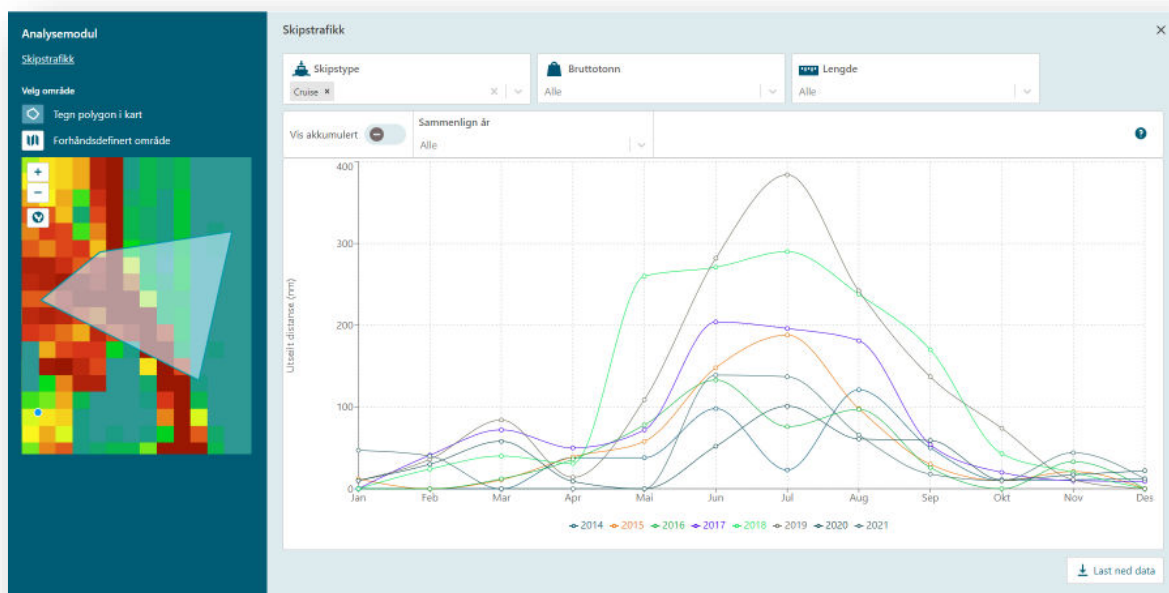 Analysemodul
Skipstrafikk
Velg område
Tegn polygon i kart
Forhåndsdefinert område
+
−
Skipstrafikk
Skipstype
Cruise ×
Bruttotonn
Alle
Lengde
Alle
Vis akkumulert
Sammenlign år
Alle
Utseilt distanse (nm)
400
300
200
100
0
Jan Feb Mar Apr Mai Jun Jul Aug Sep Okt Nov Des
2014 2015 2016 2017 2018 2019 2020 2021
Last ned data